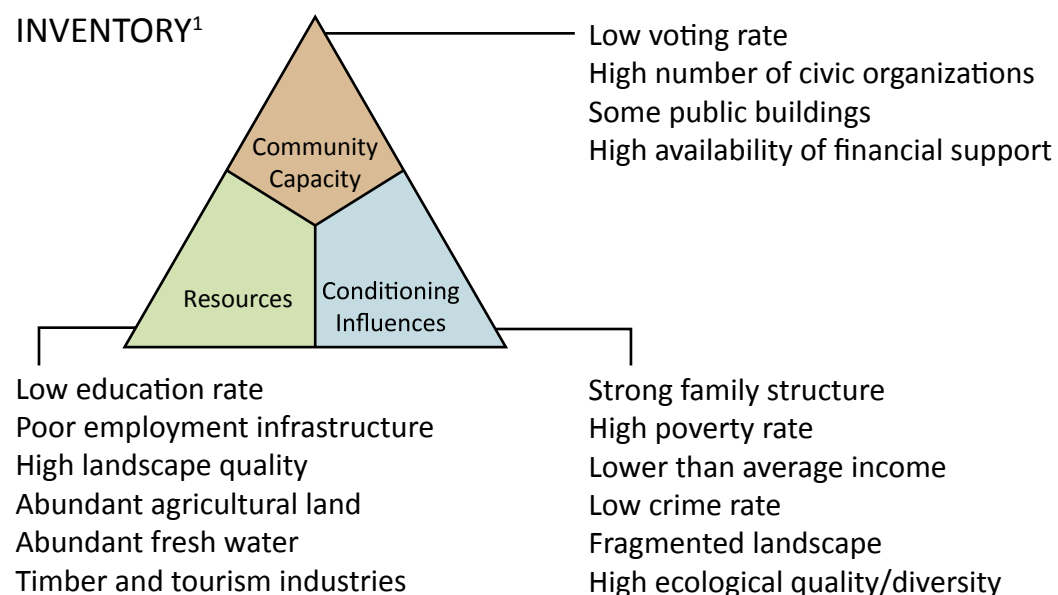 INVENTORY¹
Low voting rate
High number of civic organizations
Some public buildings
High availability of financial support
Community
Capacity
Resources
Conditioning
Influences
Low education rate
Poor employment infrastructure
High landscape quality
Abundant agricultural land
Abundant fresh water
Timber and tourism industries
Strong family structure
High poverty rate
Lower than average income
Low crime rate
Fragmented landscape
High ecological quality/diversity